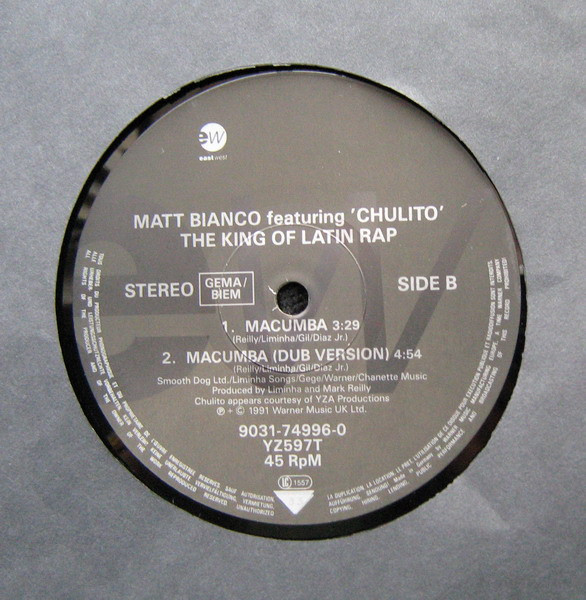 ew
eastwest
MATT BIANCO featuring 'CHULITO'
THE KING OF LATIN RAP
STEREO
GEMA/
BIEM
SIDE B
1. MACUMBA 3:29
(Reilly/Liminha/Gil/Diaz Jr.)
2. MACUMBA (DUB VERSION) 4:54
(Reilly/Liminha/Gil/Diaz Jr.)
Smooth Dog Ltd./Liminha Songs/Gege/Warner/Chanette Music
Produced by Liminha and Mark Reilly
Chulito appears courtesy of YZA Productions
℗ + © 1991 Warner Music UK Ltd.
9031-74996-0
YZ597T
45 RpM
LC 1557